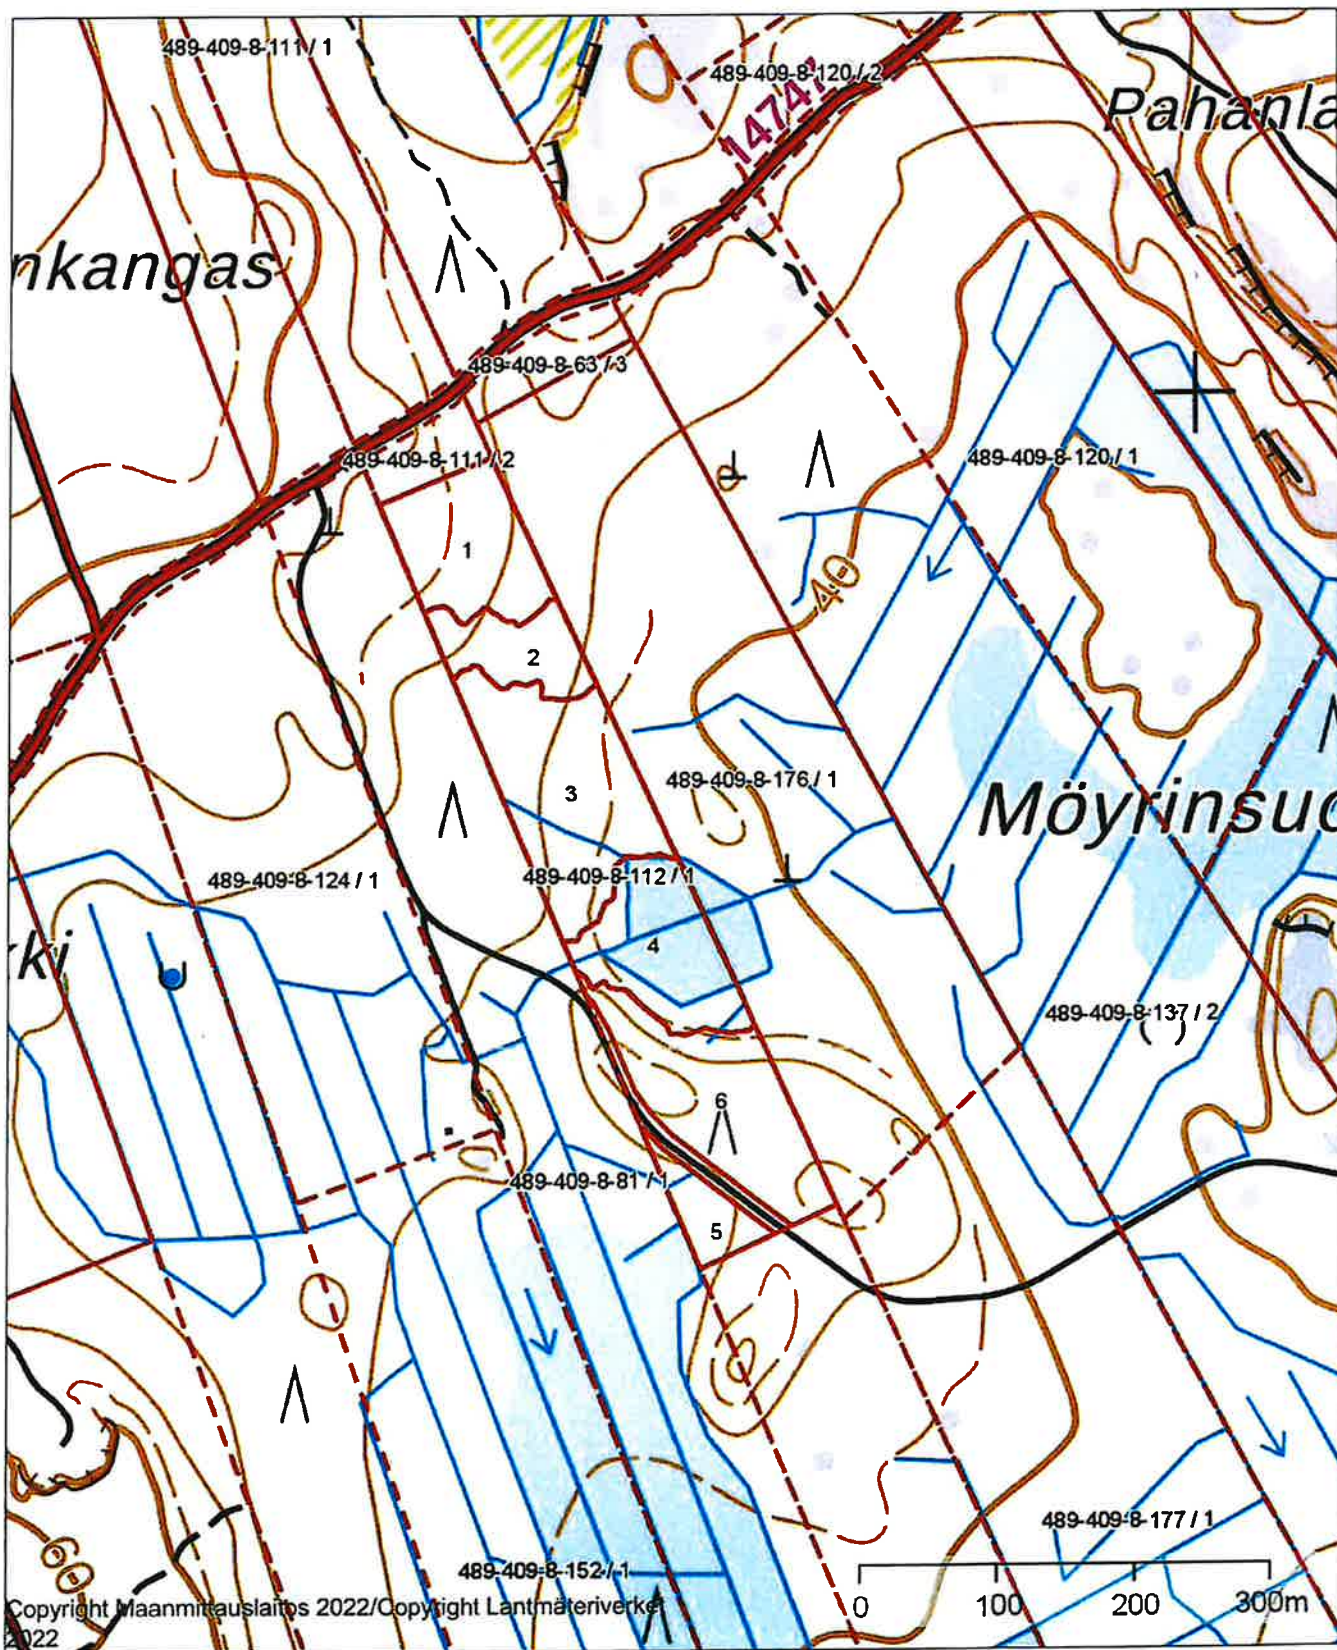 489-409-8-111 / 1
489-409-8-120 / 2
14747
Pahanla
nkangas
489-409-8-63 / 3
489-409-8-111 / 2
489-409-8-120 / 1
1
40
2
3
489-409-8-176 / 1
Möyrinsuo
489-409-8-124 / 1
489-409-8-112 / 1
4
ki
489-409-8-137 / 2
6
489-409-8-81 / 1
5
489-409-8-177 / 1
60
489-409-8-152 / 1
Copyright Maanmittauslaitos 2022/Copyright Lantmäteriverket
2022
0 100 200 300m